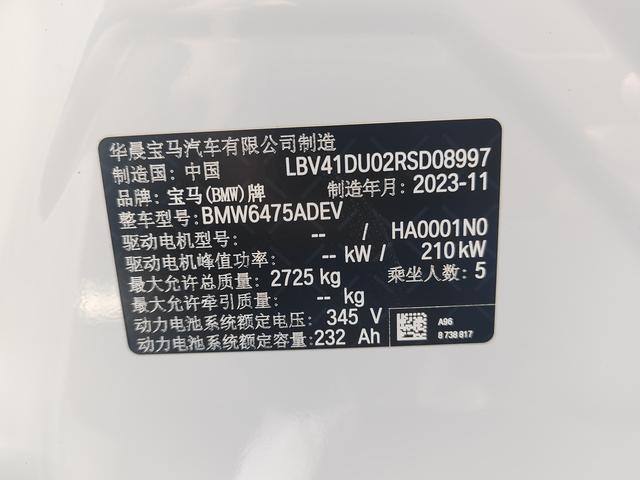 华晨宝马汽车有限公司制造
制造国：中国 LBV41DU02RSD08997
品牌：宝马(BMW)牌 制造年月：2023-11
整车型号：BMW6475ADEV
驱动电机型号： -- / HA0001N0
驱动电机峰值功率： -- kW / 210 kW
最大允许总质量：2725 kg 乘坐人数：5
最大允许牵引质量： -- kg
动力电池系统额定电压：345 V A96
动力电池系统额定容量：232 Ah 8 738 817